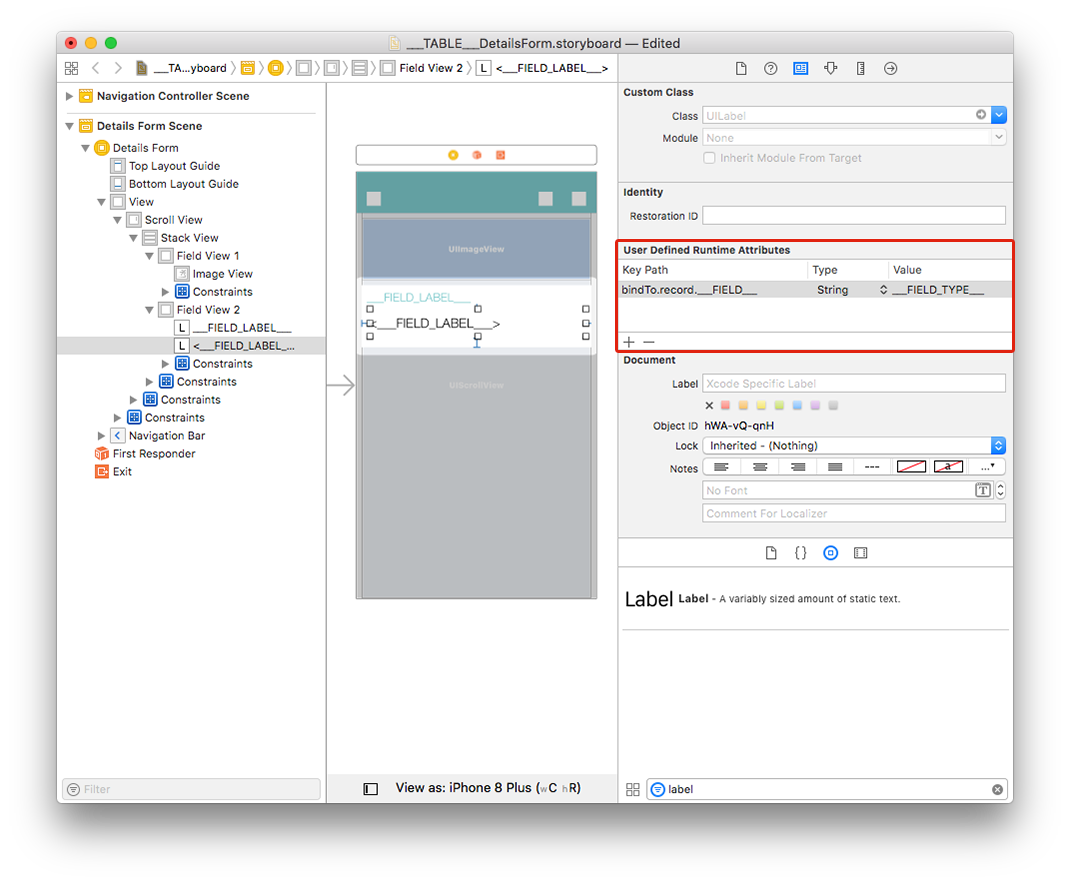 ___TABLE___DetailsForm.storyboard — Edited
___TA...yboard
Field View 2
L
<___FIELD_LABEL___>
Navigation Controller Scene
Details Form Scene
Details Form
Top Layout Guide
Bottom Layout Guide
View
Scroll View
Stack View
Field View 1
Image View
Constraints
Field View 2
L ___FIELD_LABEL___
L <___FIELD_LABEL_...
Constraints
Constraints
Constraints
Constraints
Navigation Bar
First Responder
Exit
Filter
UIImageView
___FIELD_LABEL___
<___FIELD_LABEL___>
UIScrollView
View as: iPhone 8 Plus (wC hR)
Custom Class
Class UILabel
Module None
Inherit Module From Target
Identity
Restoration ID
User Defined Runtime Attributes
Key Path Type Value
bindTo.record.___FIELD___ String ___FIELD_TYPE___
Document
Label Xcode Specific Label
Object ID hWA-vQ-qnH
Lock Inherited - (Nothing)
Notes
a
...
No Font
T
Comment For Localizer
{}
Label Label - A variably sized amount of static text.
label